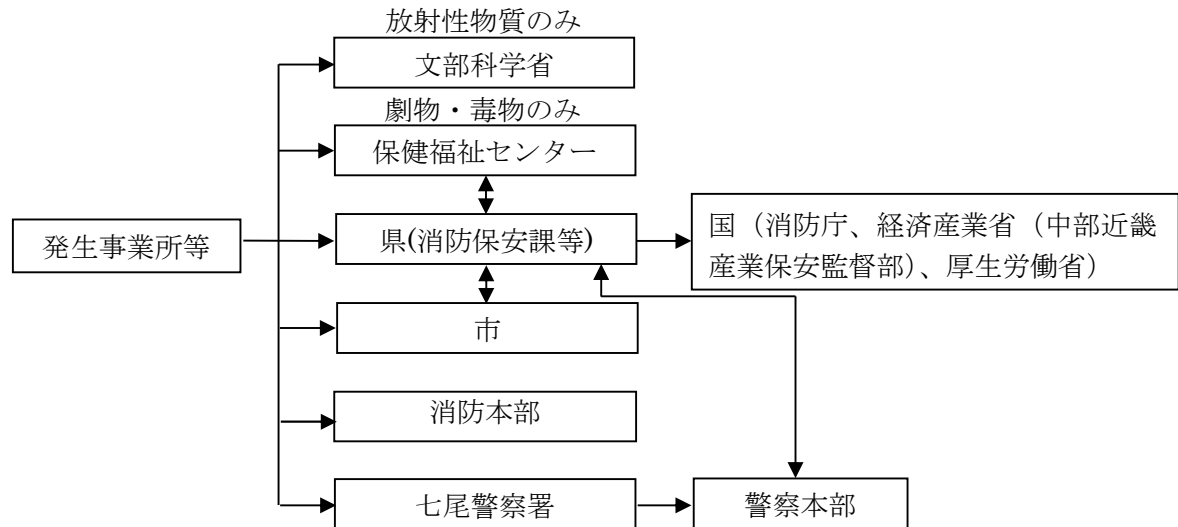 放射性物質のみ
文部科学省
劇物・毒物のみ
保健福祉センター
発生事業所等
県(消防保安課等)
国（消防庁、経済産業省（中部近畿
産業保安監督部）、厚生労働省）
市
消防本部
七尾警察署
警察本部